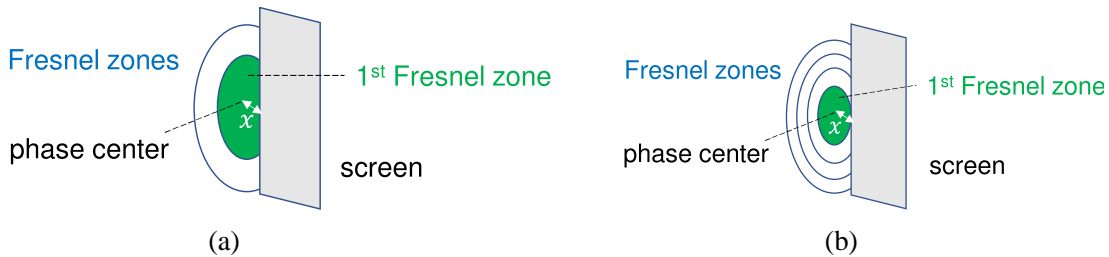 Fresnel zones
1st Fresnel zone
x
phase center
screen
(a)
Fresnel zones
1st Fresnel zone
x
phase center
screen
(b)